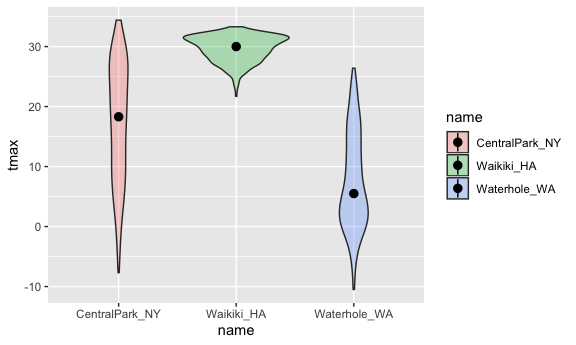 tmax
30
20
10
0
-10
CentralPark_NY Waikiki_HA Waterhole_WA
name
name
CentralPark_NY
Waikiki_HA
Waterhole_WA